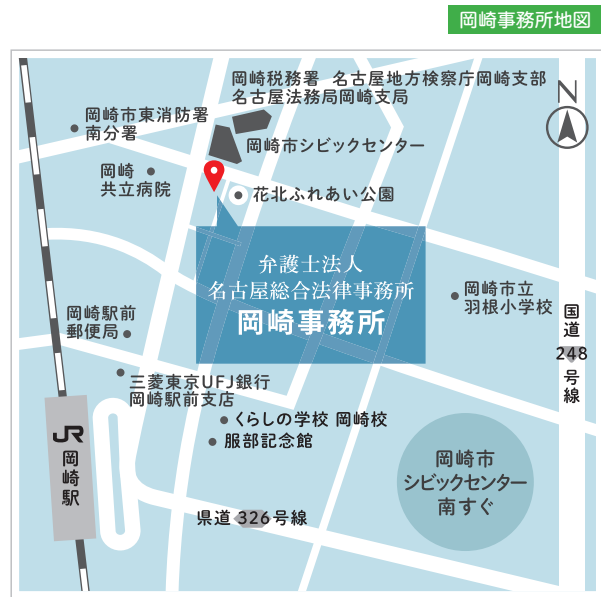 岡崎事務所地図
岡崎税務署 名古屋地方検察庁岡崎支部
名古屋法務局岡崎支局
N
岡崎市東消防署
南分署
岡崎市シビックセンター
岡崎
共立病院
花北ふれあい公園
弁護士法人
名古屋総合法律事務所
岡崎事務所
岡崎市立
羽根小学校
岡崎駅前
郵便局
国道
248
号線
三菱東京UFJ銀行
岡崎駅前支店
くらしの学校 岡崎校
服部記念館
JR
岡崎駅
岡崎市
シビックセンター
南すぐ
県道 326 号線